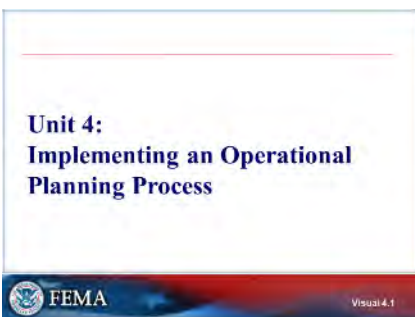 Unit 4:
Implementing an Operational
Planning Process
FEMA
Visual 4.1